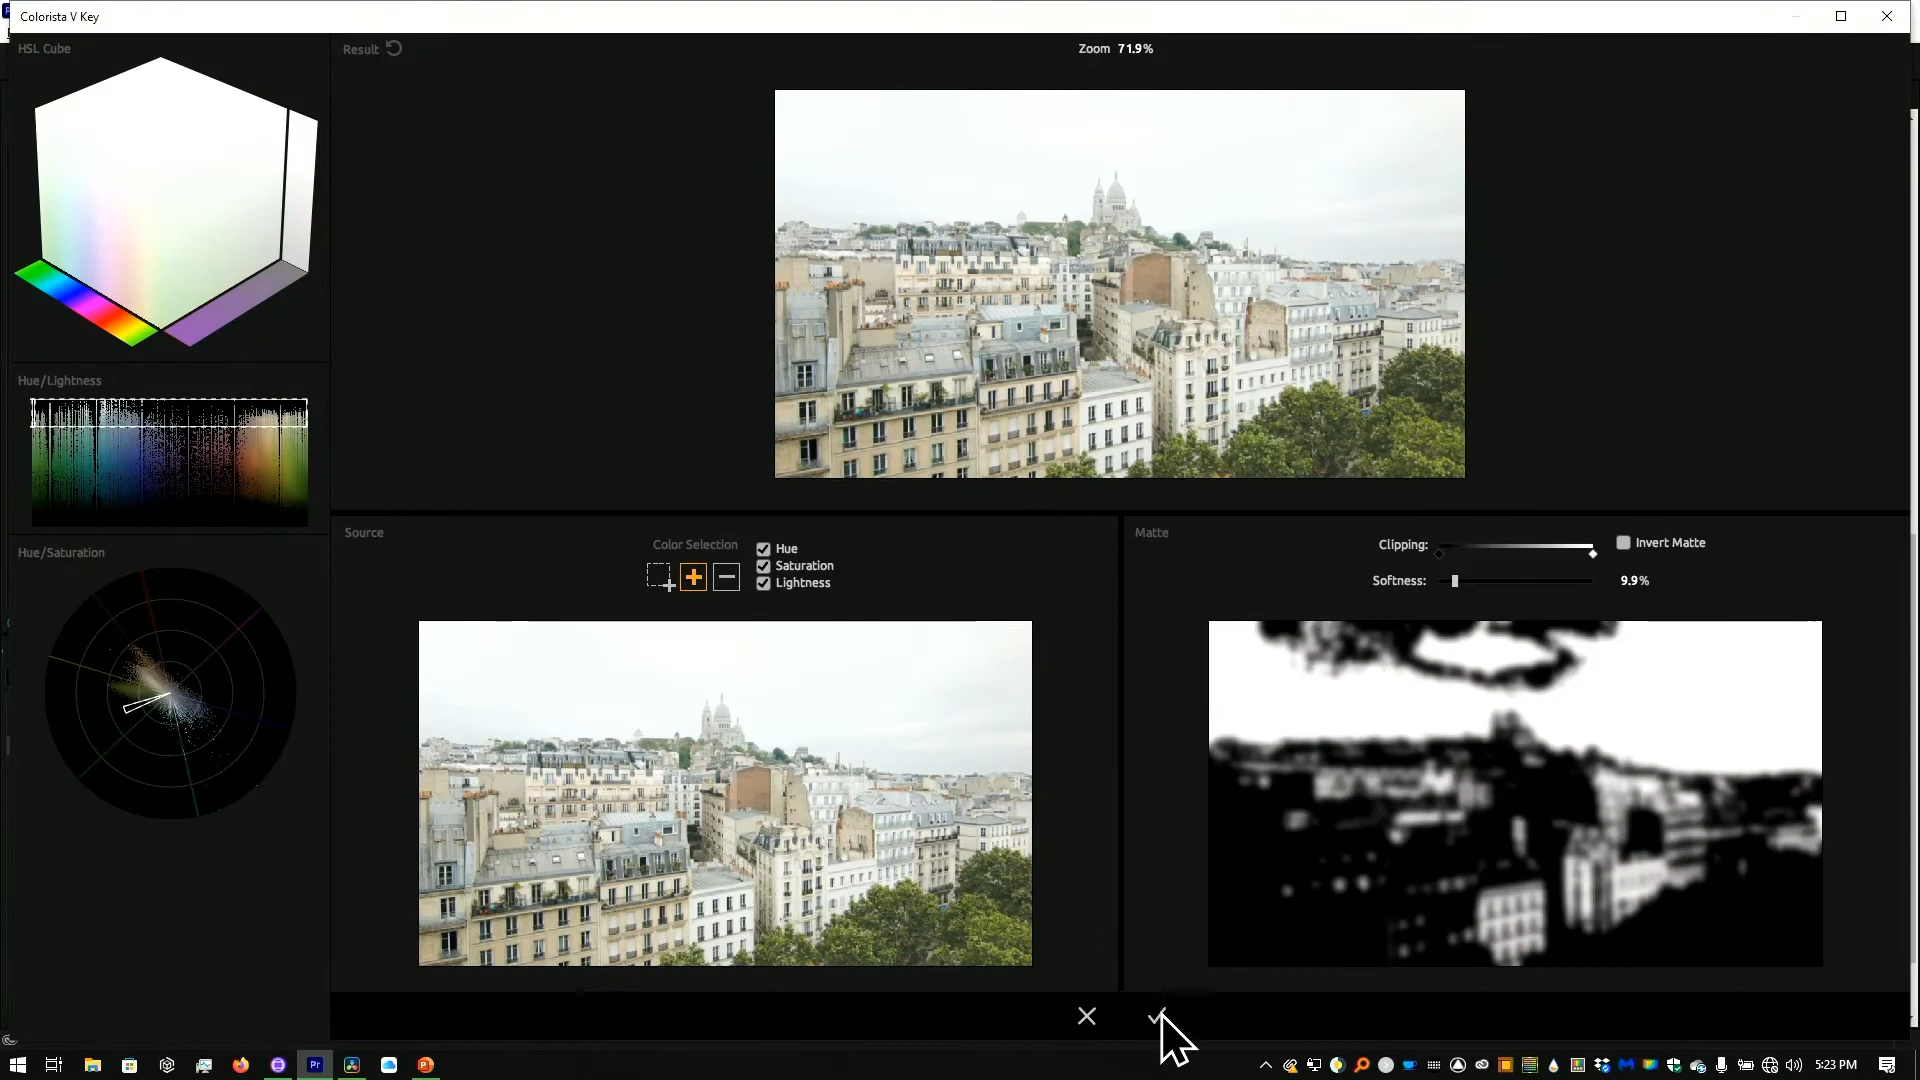 Colorista V Key
HSL Cube
Result
Zoom 71.9%
Hue/Lightness
Hue/Saturation
Source
Color Selection
Hue
Saturation
Lightness
Matte
Clipping:
Invert Matte
Softness:
9.9%
Pr
5:23 PM